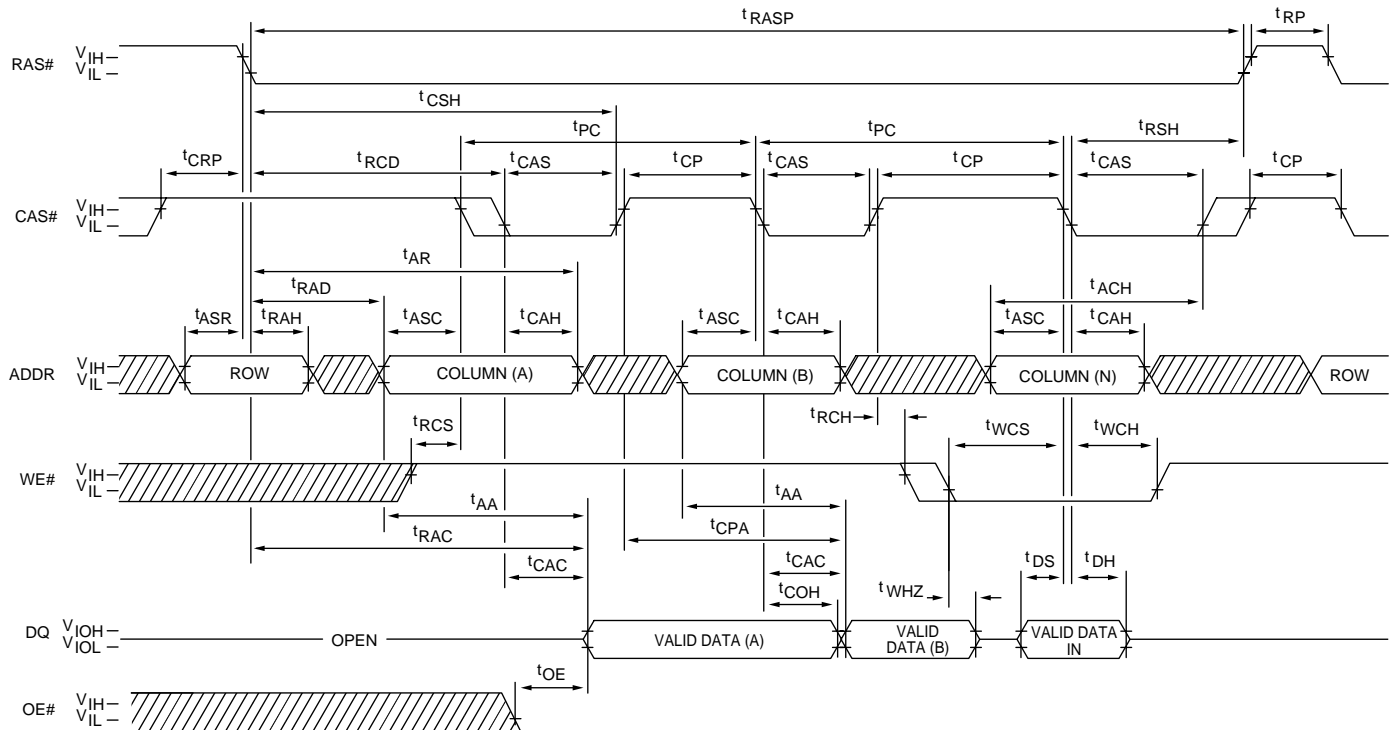 tRASP tRP
RAS# VIH VIL
tCSH
tPC tPC tRSH
tCRP tRCD tCAS tCP tCAS tCP tCAS tCP
CAS# VIH VIL
tAR
tRAD tACH
tASR tRAH tASC tCAH tASC tCAH tASC tCAH
ADDR VIH VIL ROW COLUMN (A) COLUMN (B) COLUMN (N) ROW
tRCH
tRCS tWCS tWCH
WE# VIH VIL
tAA tAA
tRAC tCPA
tCAC tCAC tDS tDH
tCOH tWHZ
DQ VIOH VIOL OPEN VALID DATA (A) VALID DATA (B) VALID DATA IN
tOE
OE# VIH VIL